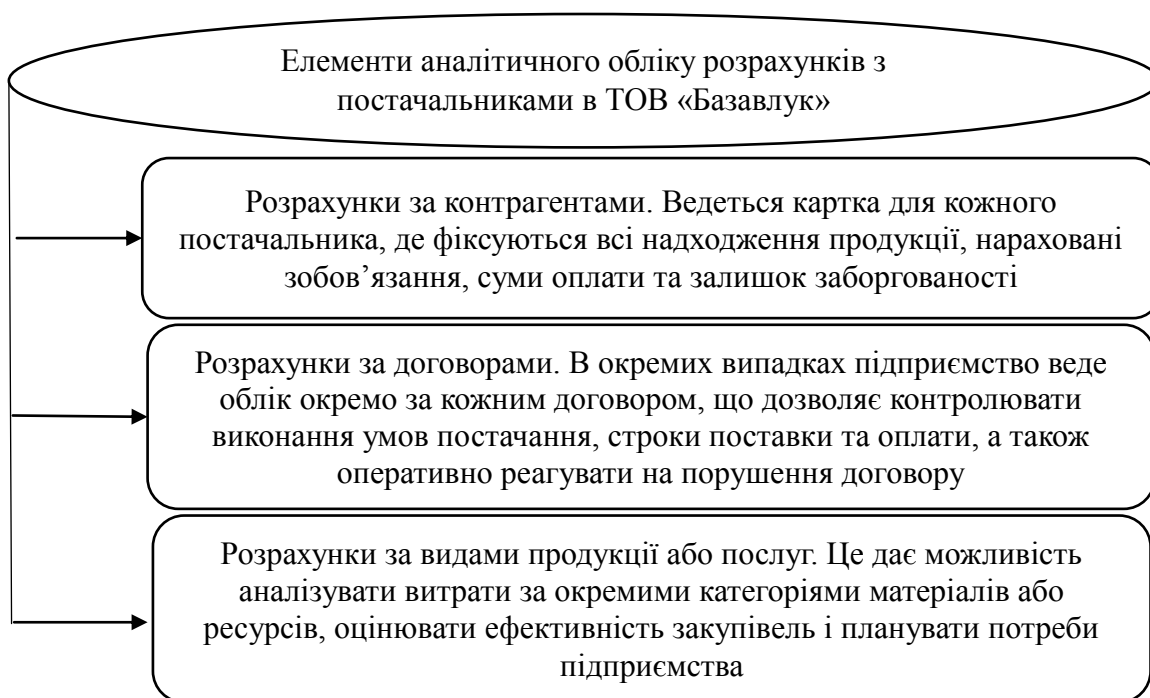 Елементи аналітичного обліку розрахунків з
постачальниками в ТОВ «Базавлук»
Розрахунки за контрагентами. Ведеться картка для кожного
постачальника, де фіксуються всі надходження продукції, нараховані
зобов’язання, суми оплати та залишок заборгованості
Розрахунки за договорами. В окремих випадках підприємство веде
облік окремо за кожним договором, що дозволяє контролювати
виконання умов постачання, строки поставки та оплати, а також
оперативно реагувати на порушення договору
Розрахунки за видами продукції або послуг. Це дає можливість
аналізувати витрати за окремими категоріями матеріалів або
ресурсів, оцінювати ефективність закупівель і планувати потреби
підприємства